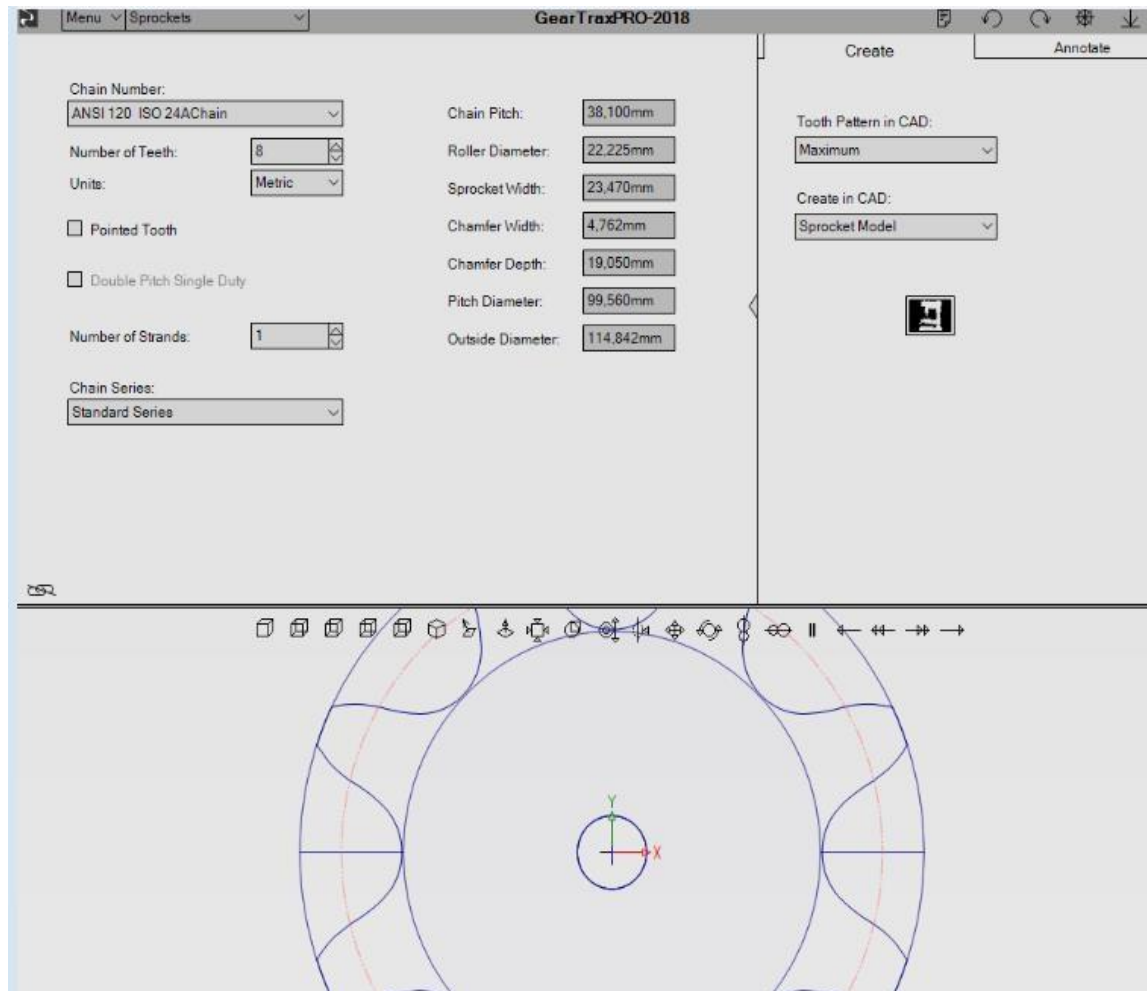 Menu Sprockets GearTraxPRO-2018
Create Annotate
Chain Number:
ANSI 120 ISO 24AChain
Number of Teeth: 8
Units: Metric
Pointed Tooth
Double Pitch Single Duty
Number of Strands: 1
Chain Series:
Standard Series
Chain Pitch: 38,100mm
Roller Diameter: 22,225mm
Sprocket Width: 23,470mm
Chamfer Width: 4,762mm
Chamfer Depth: 19,050mm
Pitch Diameter: 99,560mm
Outside Diameter: 114,842mm
Tooth Pattern in CAD:
Maximum
Create in CAD:
Sprocket Model
Y
X